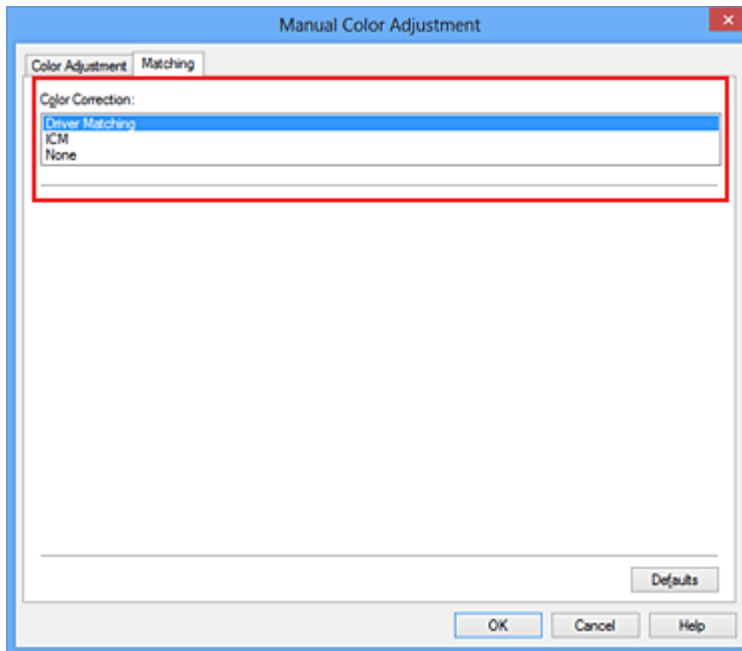 Manual Color Adjustment
Color Adjustment Matching
Color Correction:
Driver Matching
ICM
None
Defaults
OK Cancel Help